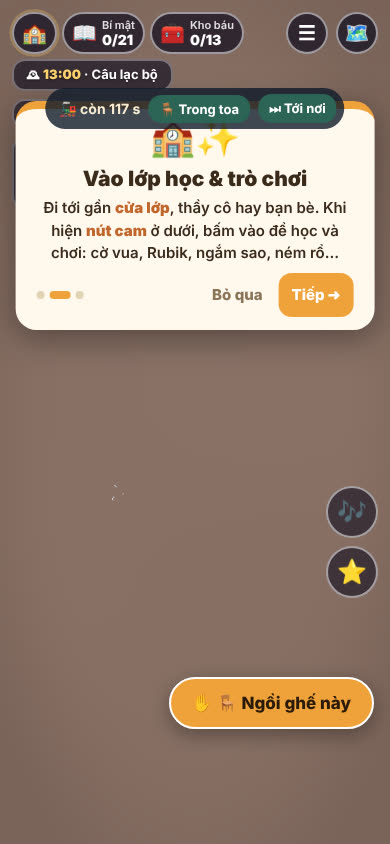 Bí mật
0/21
Kho báu
0/13
13:00 · Câu lạc bộ
còn 117 s
Trong toa
Tới nơi
Vào lớp học & trò chơi
Đi tới gần cửa lớp, thầy cô hay bạn bè. Khi
hiện nút cam ở dưới, bấm vào để học và
chơi: cờ vua, Rubik, ngắm sao, ném rổ...
Bỏ qua
Tiếp ➜
Ngồi ghế này